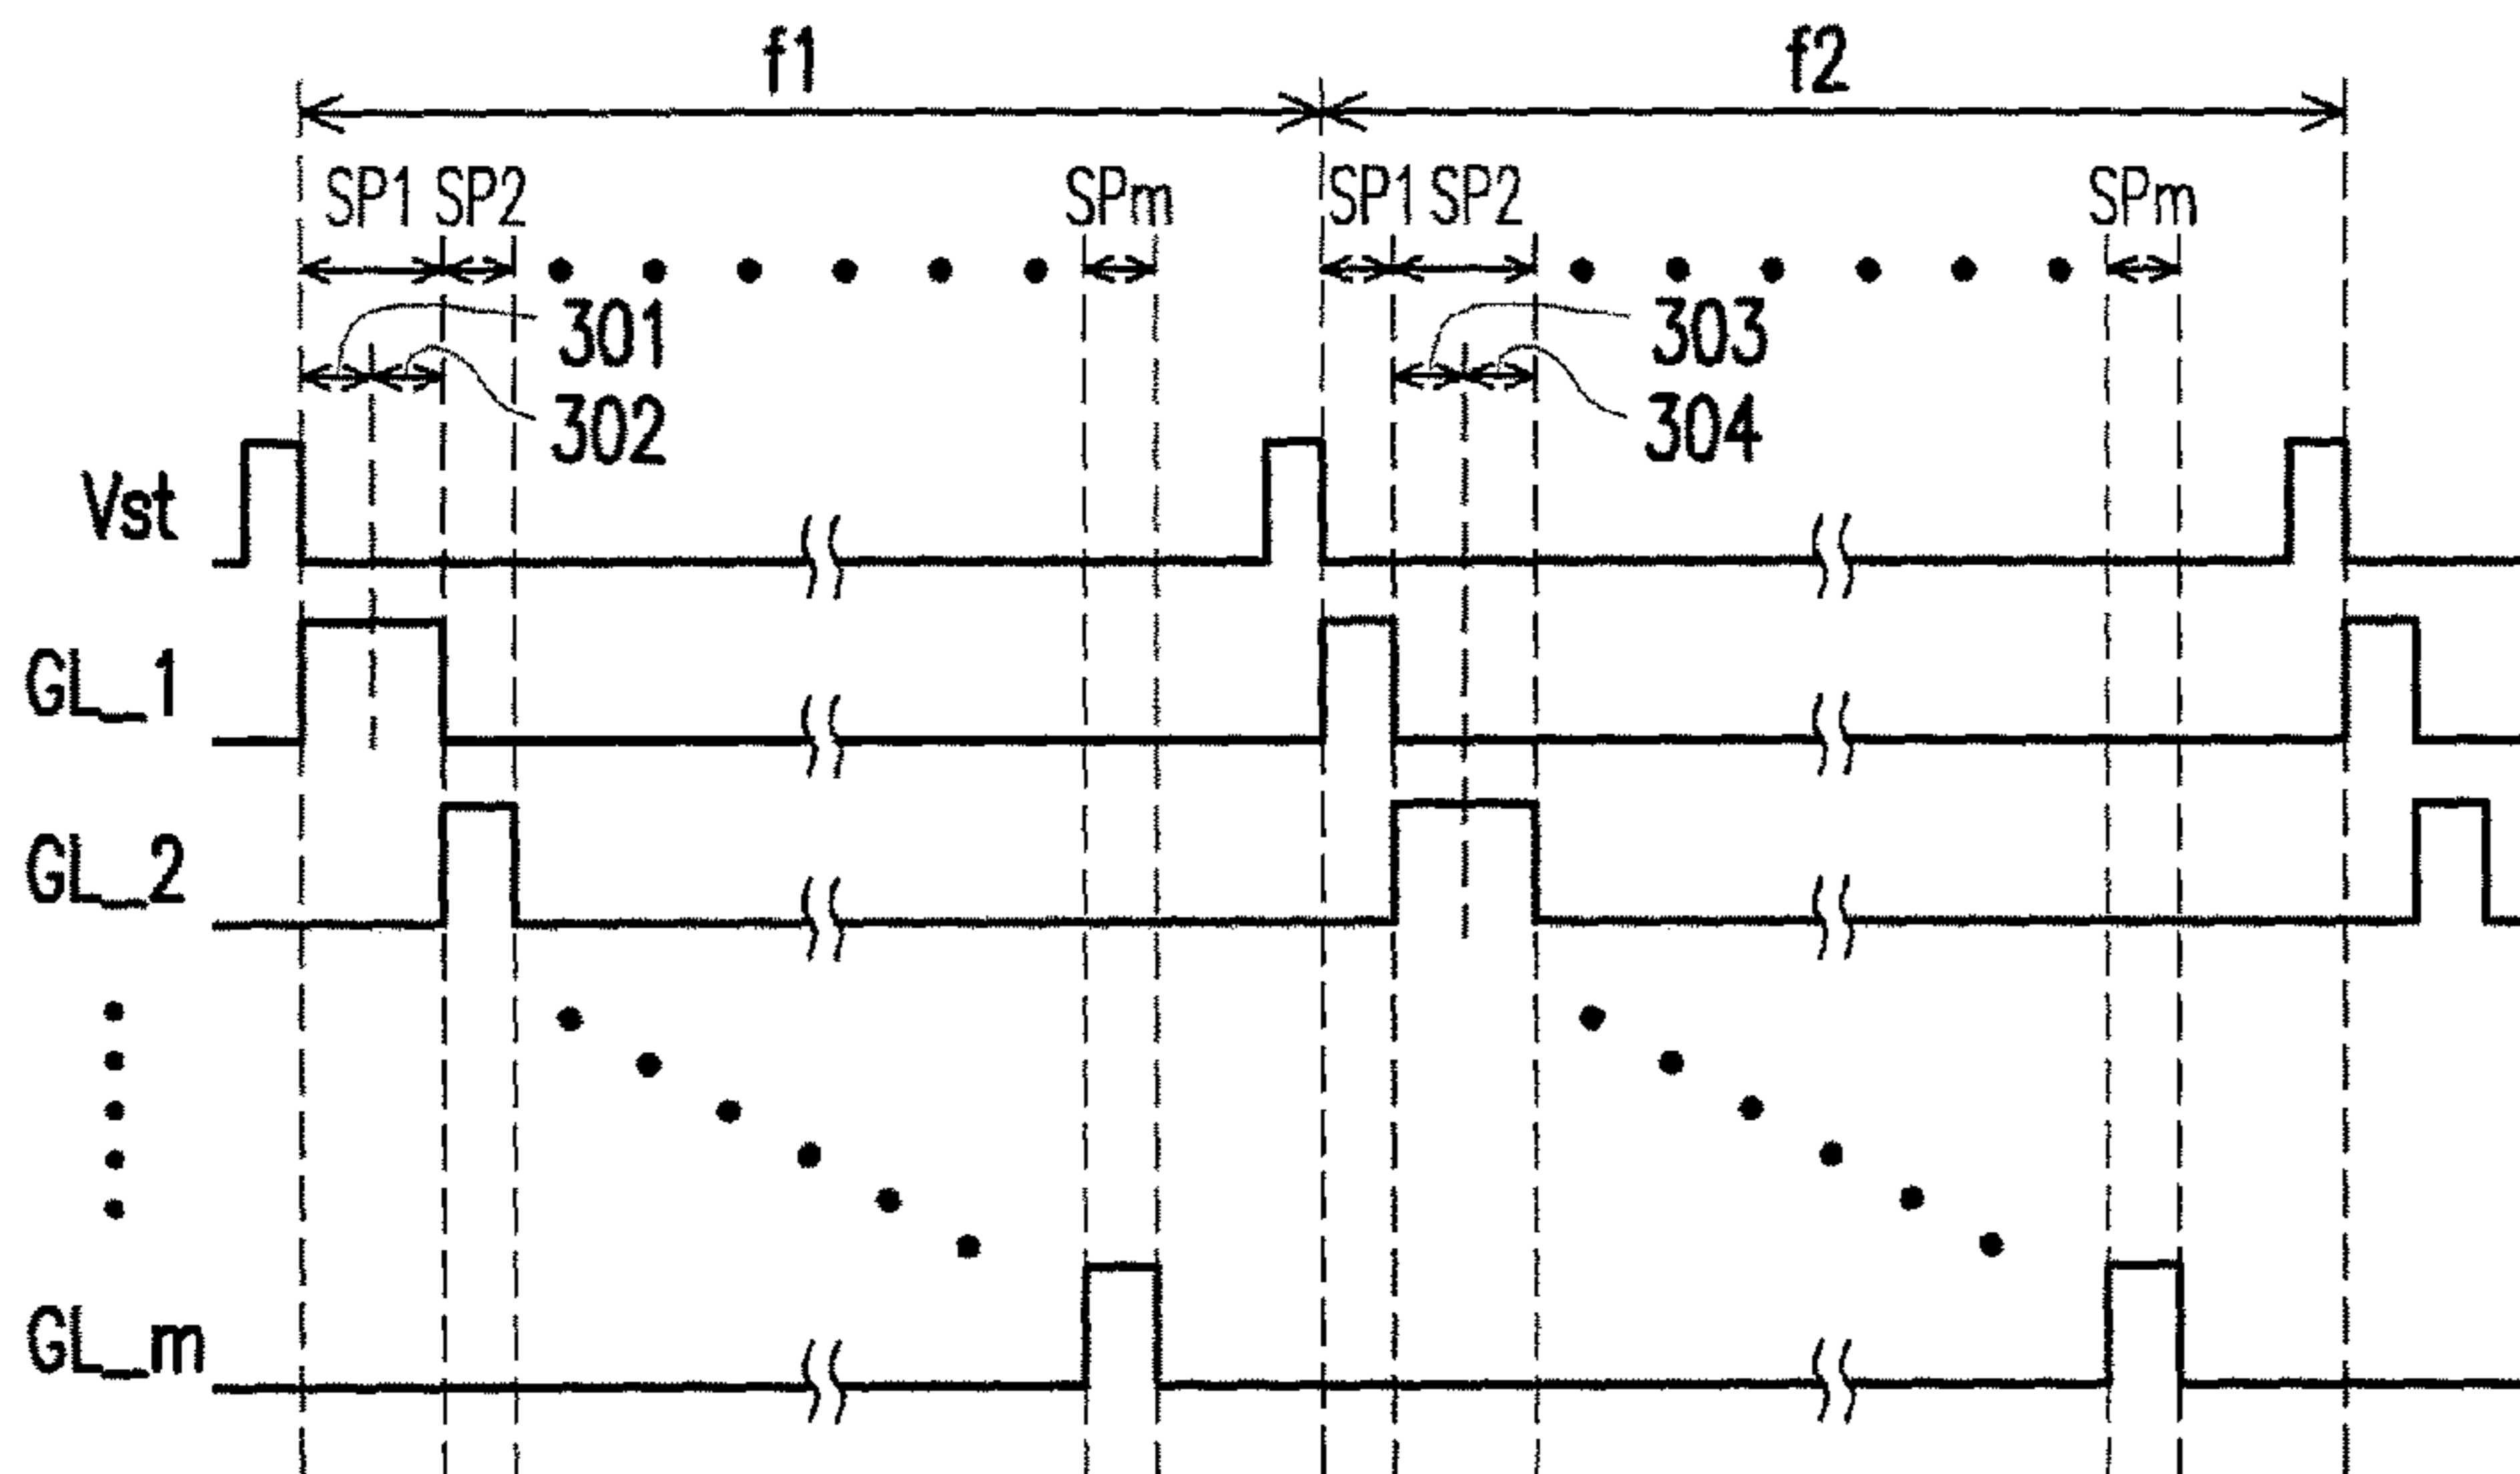 f1 f2
SP1 SP2 SPm SP1 SP2 SPm
301 303
302 304
Vst
GL_1
GL_2
GL_m